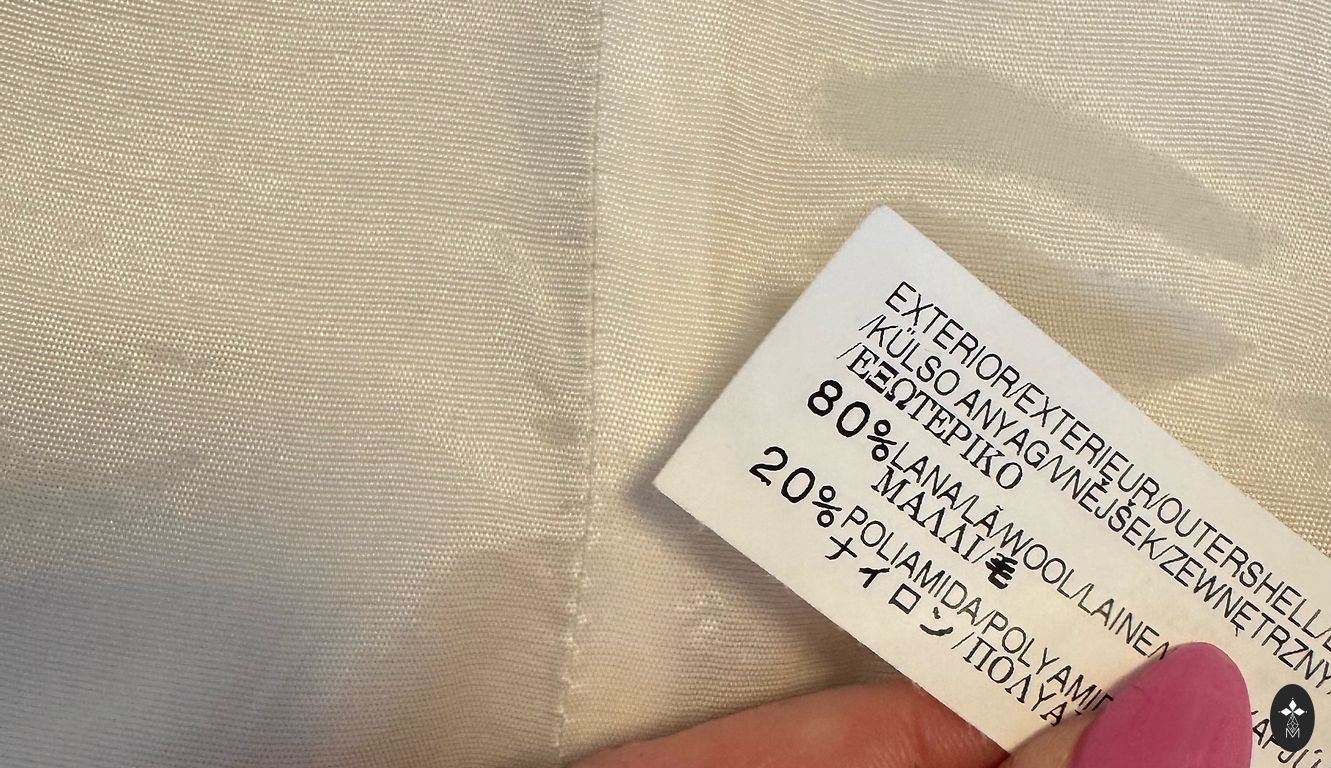 EXTERIOR/EXTERIEUR/OUTERSHELL/
/KÜLSO ANYAG/VNĚJŠEK/ZEWNĘTRZNY
/ΕΞΩΤΕΡΙΚΟ
80% LANA/LÃ/WOOL/LAINE/
ΜΑΛΛΙ/毛
20% POLIAMIDA/POLYAMID
ナイロン/ΠΟΛΥΑ
M